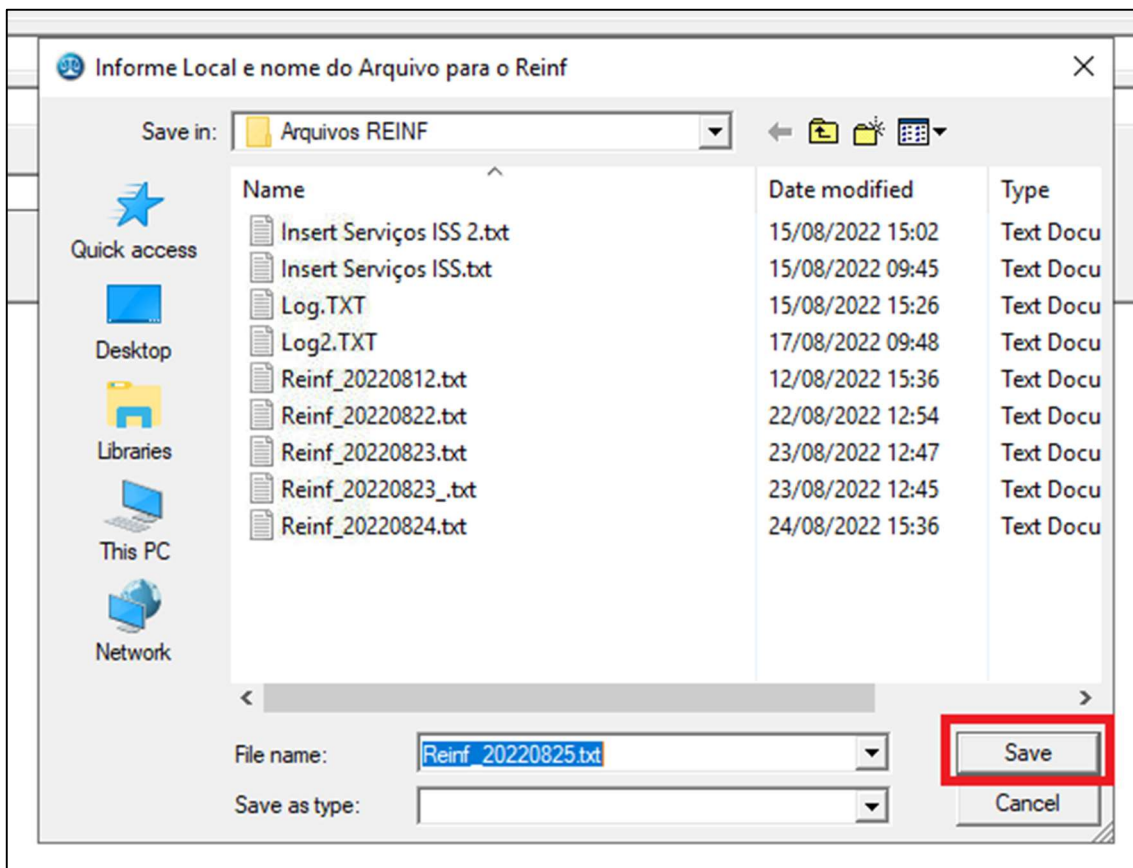 Informe Local e nome do Arquivo para o Reinf
Save in: Arquivos REINF
Name Date modified Type
Insert Serviços ISS 2.txt 15/08/2022 15:02 Text Docu
Insert Serviços ISS.txt 15/08/2022 09:45 Text Docu
Log.TXT 15/08/2022 15:26 Text Docu
Log2.TXT 17/08/2022 09:48 Text Docu
Reinf_20220812.txt 12/08/2022 15:36 Text Docu
Reinf_20220822.txt 22/08/2022 12:54 Text Docu
Reinf_20220823.txt 23/08/2022 12:47 Text Docu
Reinf_20220823_.txt 23/08/2022 12:45 Text Docu
Reinf_20220824.txt 24/08/2022 15:36 Text Docu
Quick access
Desktop
Libraries
This PC
Network
File name: Reinf_20220825.txt Save
Save as type: Cancel